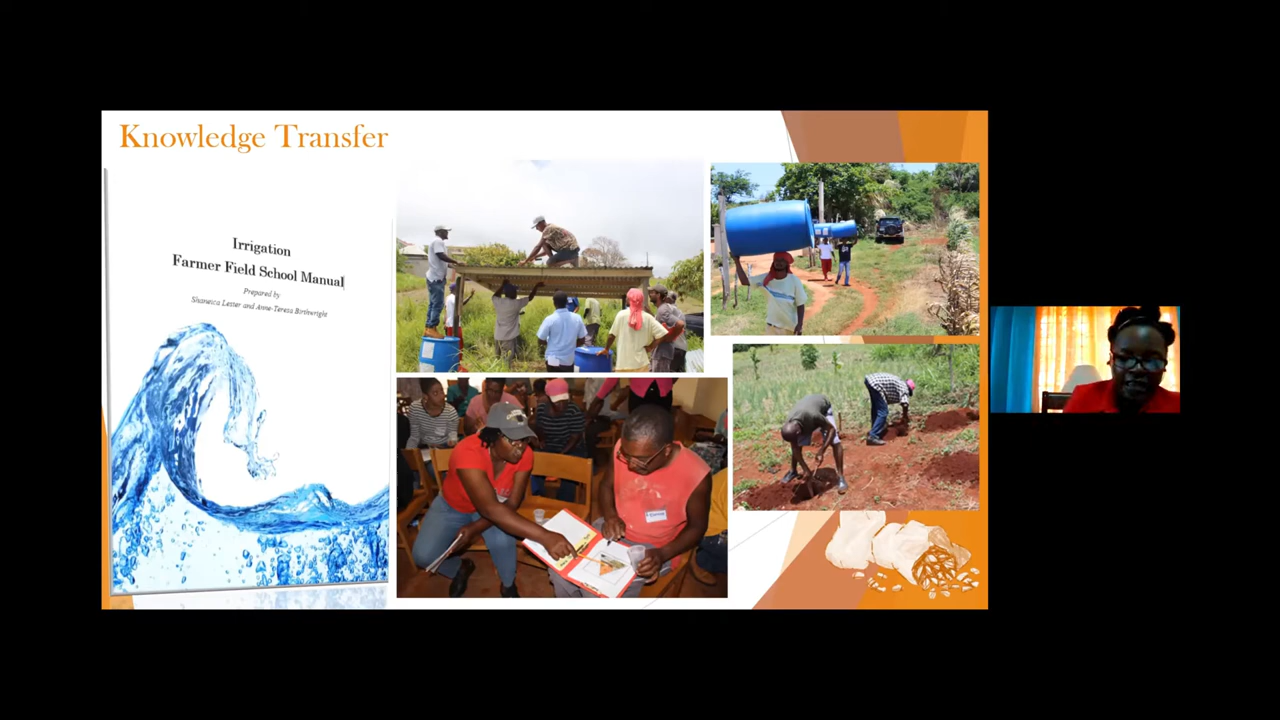 Knowledge Transfer
Irrigation
Farmer Field School Manual
Prepared by
Shaneica Lester and Anne-Teresa Birthwright